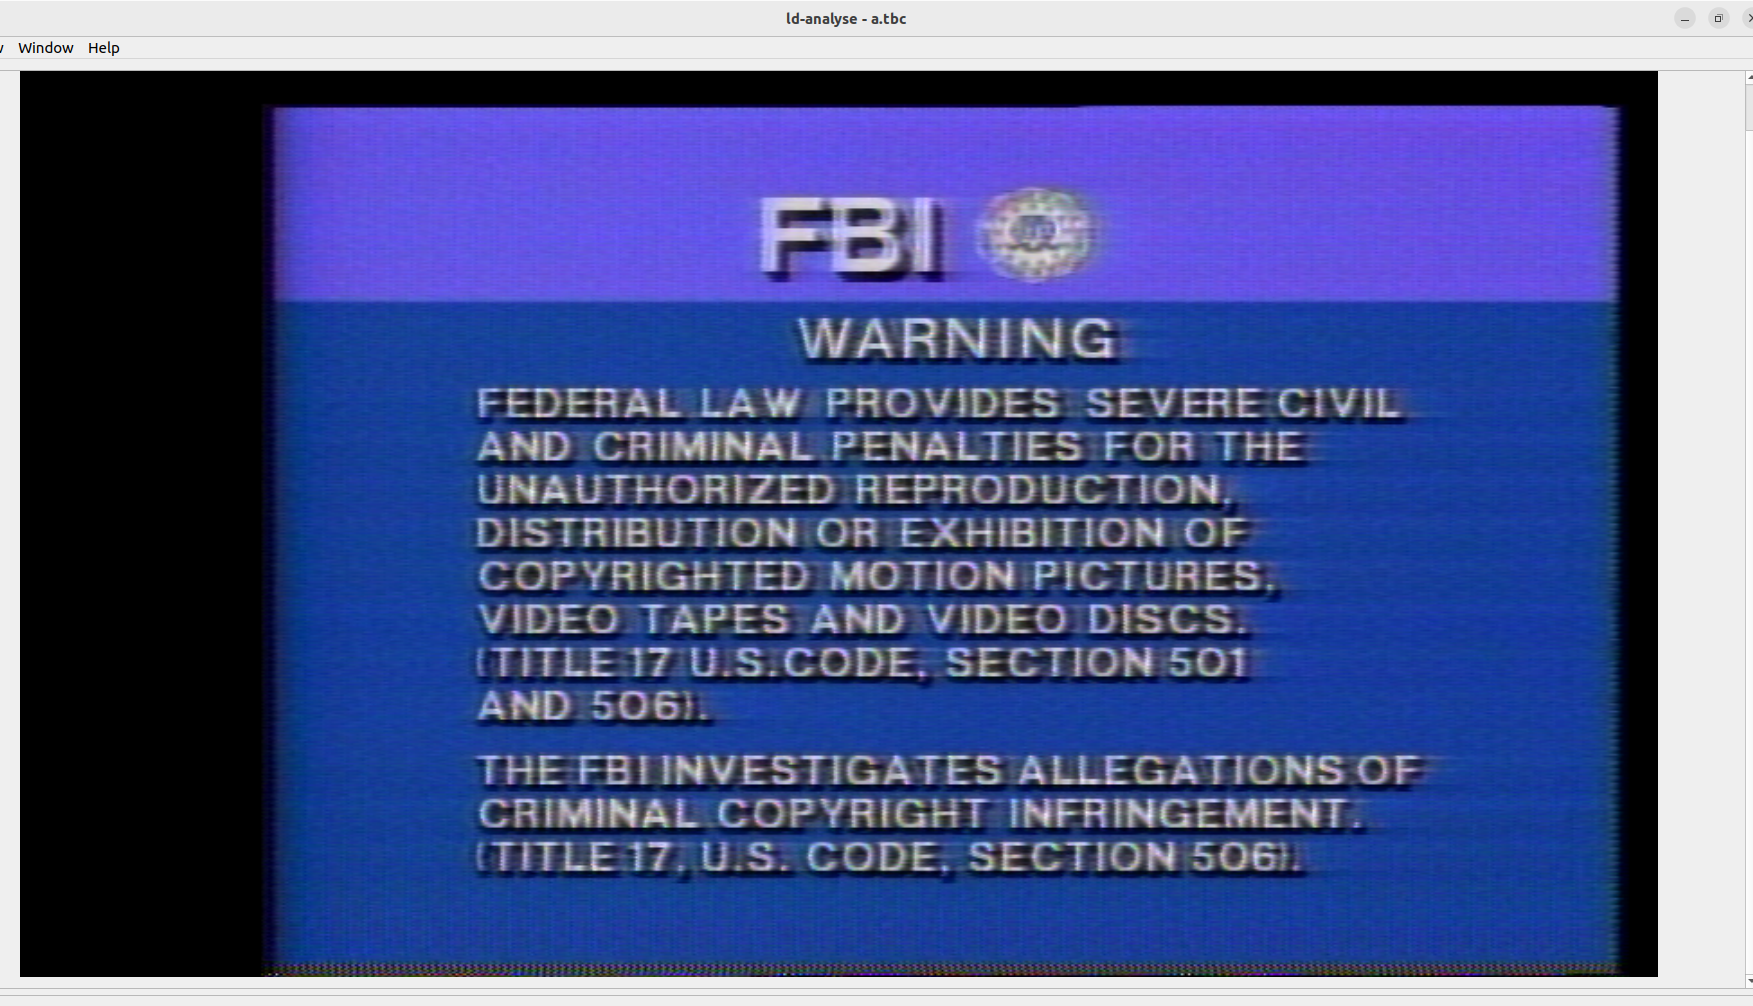 ld-analyse - a.tbc
Window Help
FBI
WARNING
FEDERAL LAW PROVIDES SEVERE CIVIL
AND CRIMINAL PENALTIES FOR THE
UNAUTHORIZED REPRODUCTION,
DISTRIBUTION OR EXHIBITION OF
COPYRIGHTED MOTION PICTURES,
VIDEO TAPES AND VIDEO DISCS.
(TITLE 17 U.S.CODE, SECTION 501
AND 506).
THE FBI INVESTIGATES ALLEGATIONS OF
CRIMINAL COPYRIGHT INFRINGEMENT.
(TITLE 17, U.S. CODE, SECTION 506).